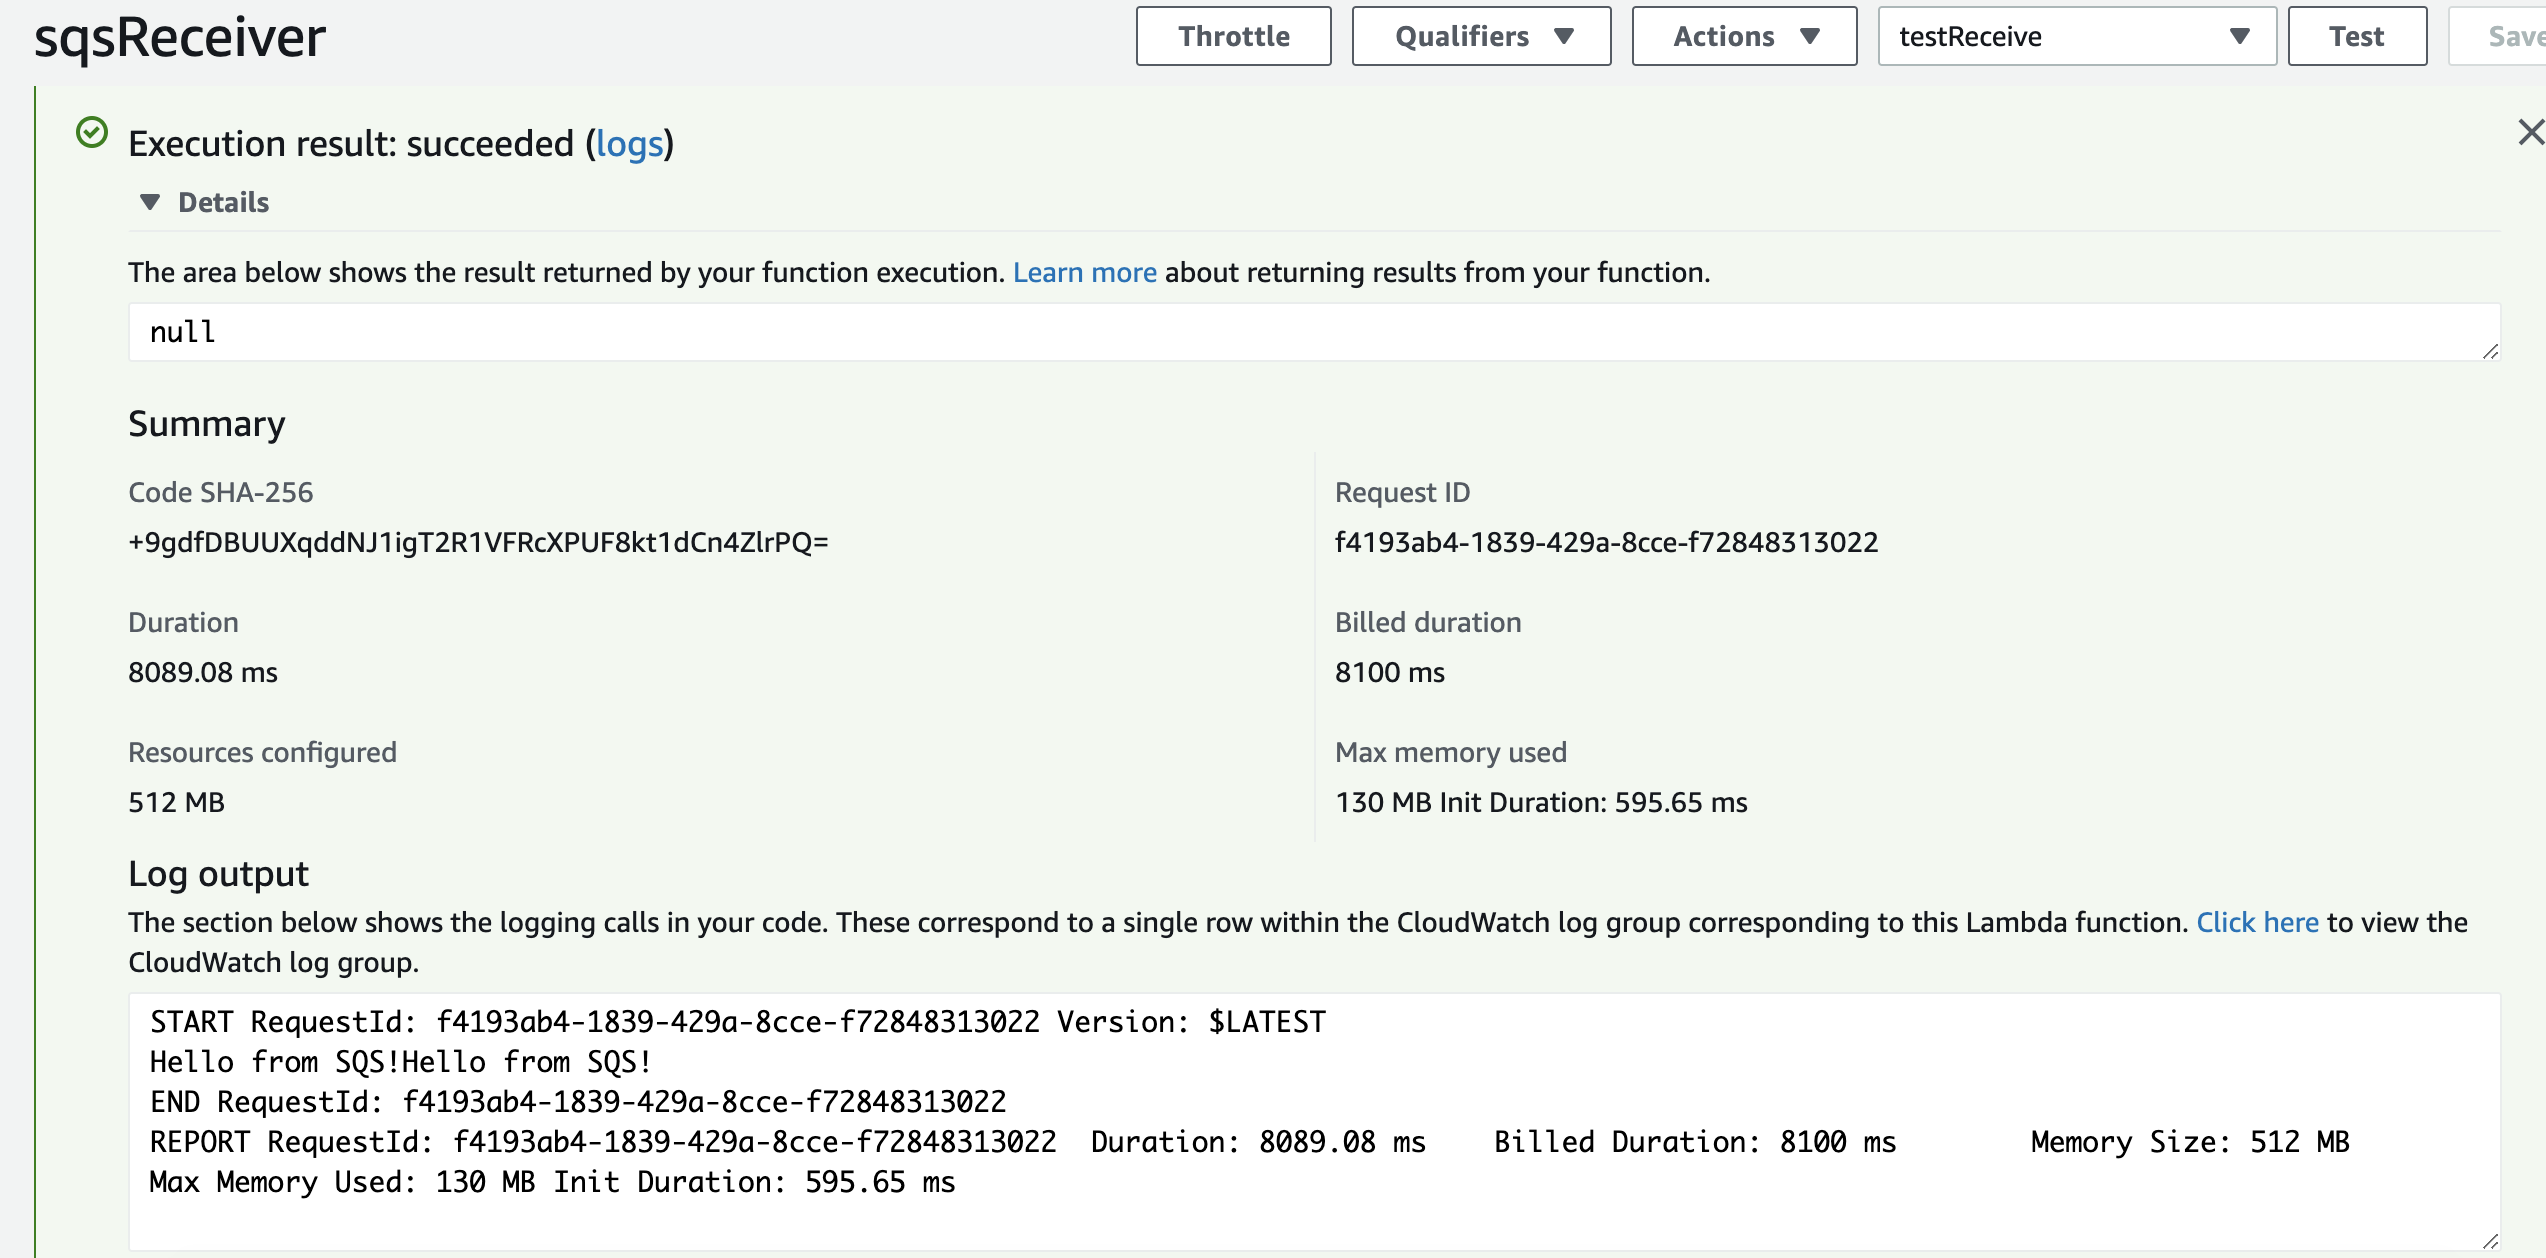 sqsReceiver
Throttle
Qualifiers
Actions
testReceive
Test
Save
Execution result: succeeded (logs)
Details
The area below shows the result returned by your function execution. Learn more about returning results from your function.
null
Summary
Code SHA-256
+9gdfDBUUXqddNJ1igT2R1VFRcXPUF8kt1dCn4ZlrPQ=
Request ID
f4193ab4-1839-429a-8cce-f72848313022
Duration
8089.08 ms
Billed duration
8100 ms
Resources configured
512 MB
Max memory used
130 MB Init Duration: 595.65 ms
Log output
The section below shows the logging calls in your code. These correspond to a single row within the CloudWatch log group corresponding to this Lambda function. Click here to view the
CloudWatch log group.
START RequestId: f4193ab4-1839-429a-8cce-f72848313022 Version: $LATEST
Hello from SQS!Hello from SQS!
END RequestId: f4193ab4-1839-429a-8cce-f72848313022
REPORT RequestId: f4193ab4-1839-429a-8cce-f72848313022 Duration: 8089.08 ms Billed Duration: 8100 ms Memory Size: 512 MB
Max Memory Used: 130 MB Init Duration: 595.65 ms